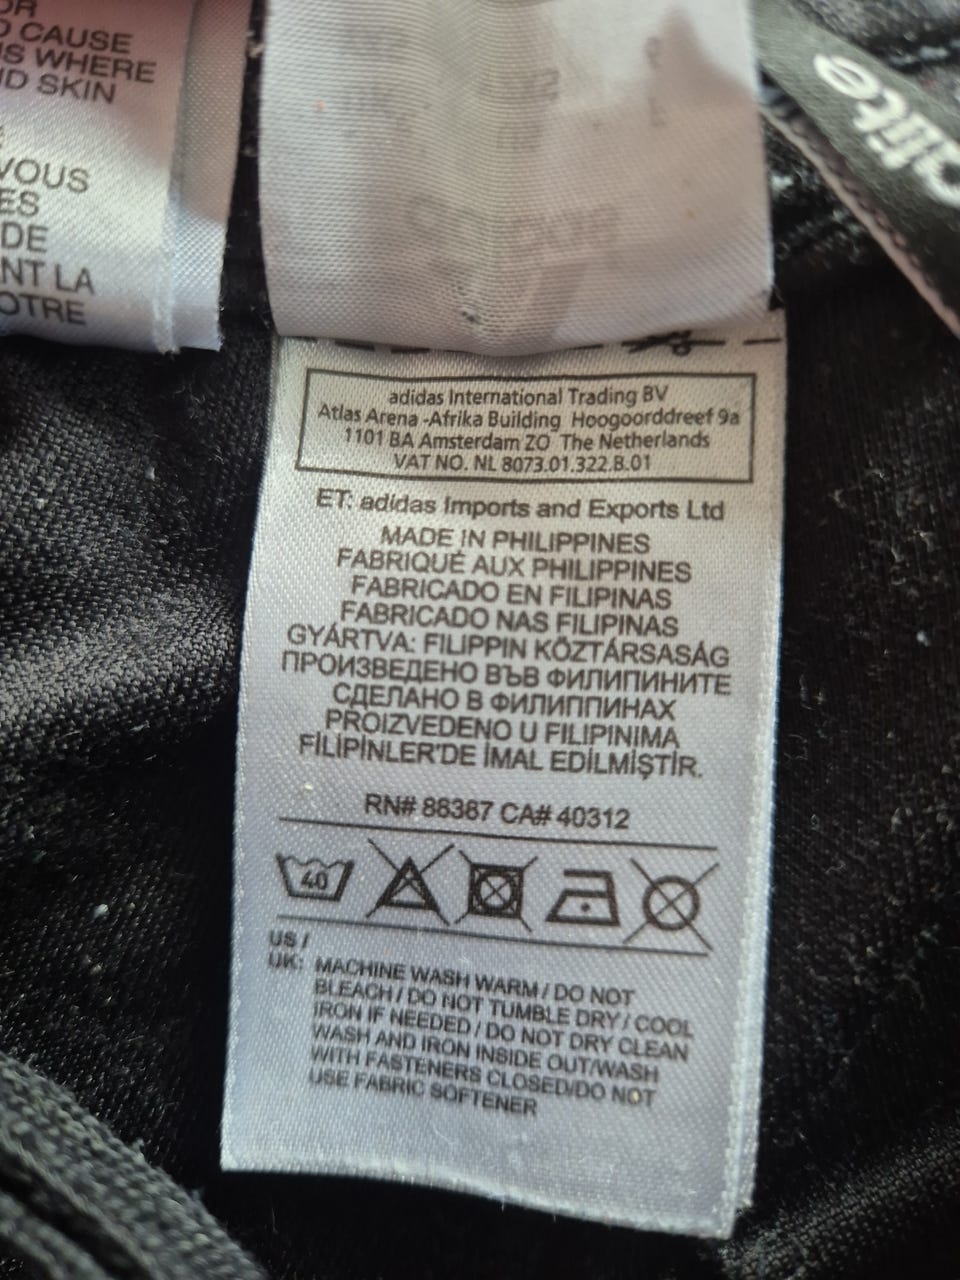 OR
O CAUSE
US WHERE
ND SKIN
VOUS
ES
DE
NT LA
OTRE
alite
adidas International Trading BV
Atlas Arena -Afrika Building Hoogoorddreef 9a
1101 BA Amsterdam ZO The Netherlands
VAT NO. NL 8073.01.322.B.01
ET: adidas Imports and Exports Ltd
MADE IN PHILIPPINES
FABRIQUÉ AUX PHILIPPINES
FABRICADO EN FILIPINAS
FABRICADO NAS FILIPINAS
GYÁRTVA: FILIPPIN KÖZTÁRSASÁG
ПРОИЗВЕДЕНО ВЪВ ФИЛИПИНИТЕ
СДЕЛАНО В ФИЛИППИНАХ
PROIZVEDENO U FILIPINIMA
FİLİPİNLER'DE İMAL EDİLMİŞTİR.
RN# 88387 CA# 40312
40
US /
UK: MACHINE WASH WARM / DO NOT
BLEACH / DO NOT TUMBLE DRY / COOL
IRON IF NEEDED / DO NOT DRY CLEAN
WASH AND IRON INSIDE OUT/WASH
WITH FASTENERS CLOSED/DO NOT
USE FABRIC SOFTENER